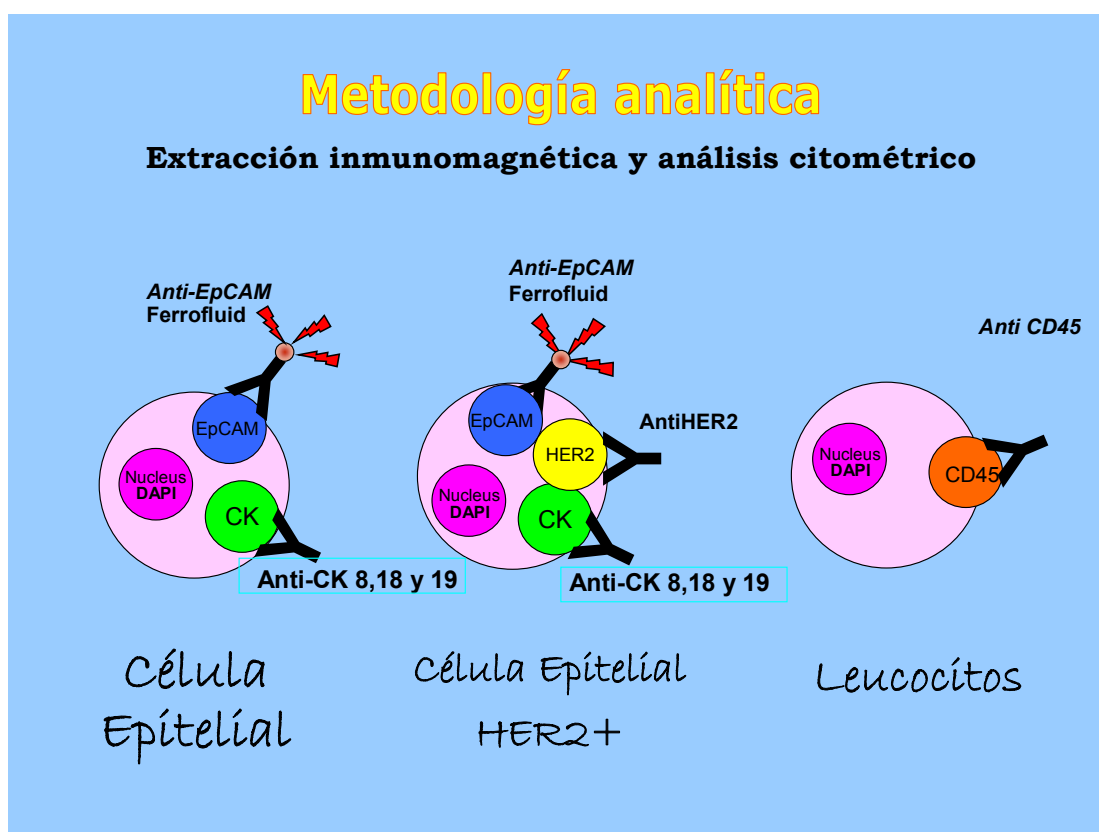 Metodología analítica
Extracción inmunomagnética y análisis citométrico
Anti-EpCAM
Ferrofluid
EpCAM
Nucleus
DAPI
CK
Anti-CK 8,18 y 19
Célula
Epitelial
Anti-EpCAM
Ferrofluid
EpCAM
HER2
AntiHER2
Nucleus
DAPI
CK
Anti-CK 8,18 y 19
Célula Epitelial
HER2+
Anti CD45
Nucleus
DAPI
CD45
Leucocitos